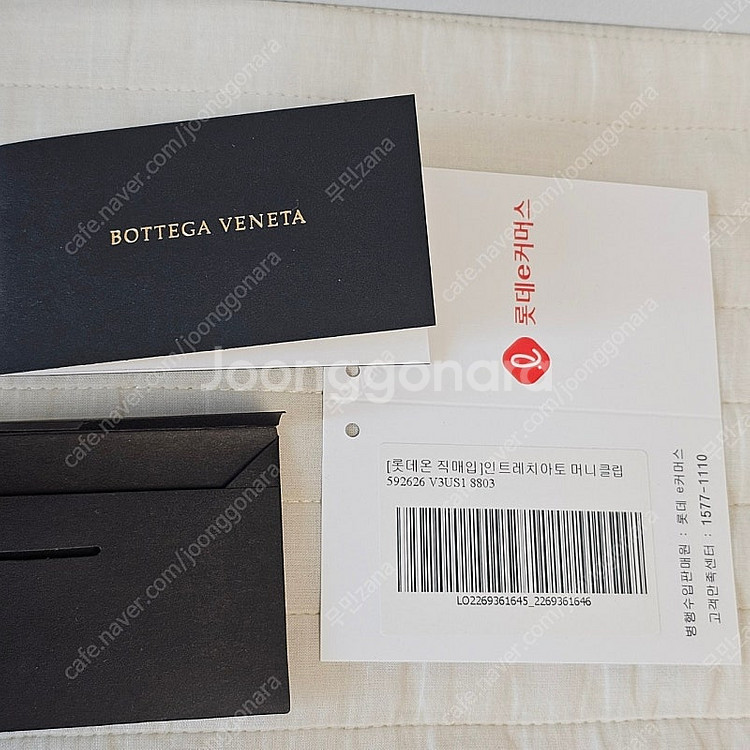 BOTTEGA VENETA
롯데e커머스
[롯데온 직매입]인트레치아토 머니클립
592626 V3US1 8803
LO2269361645_2269361646
병행수입판매원 : 롯데 e커머스
고객만족센터 : 1577-1110
Joonggonara
cafe.naver.com/joonggonara
무민zana